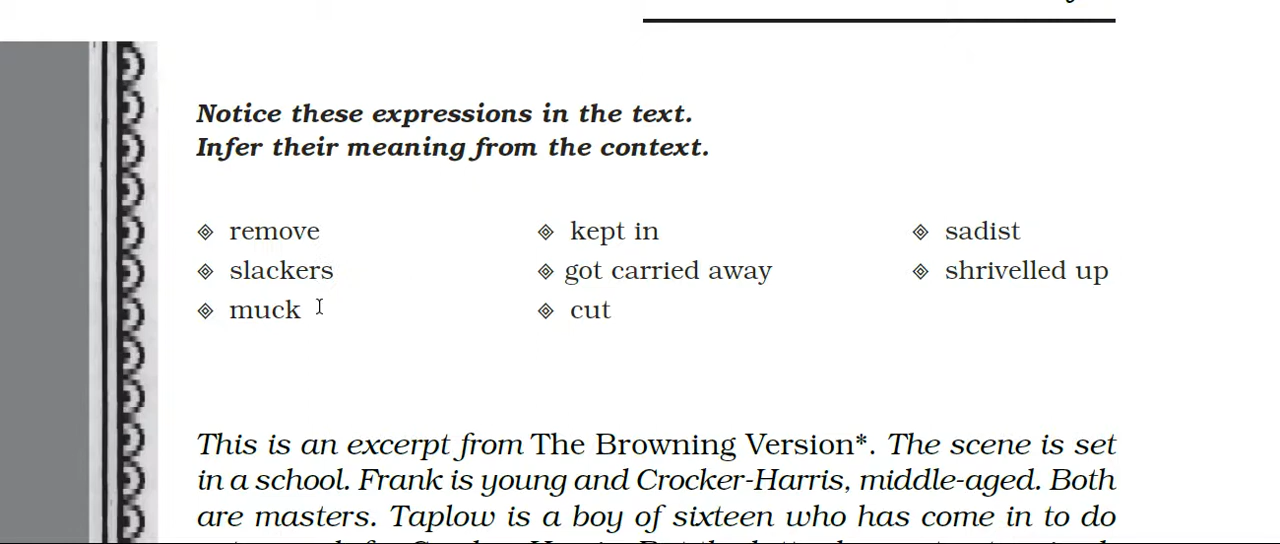 Notice these expressions in the text.
Infer their meaning from the context.
remove kept in sadist
slackers got carried away shrivelled up
muck cut
This is an excerpt from The Browning Version*. The scene is set
in a school. Frank is young and Crocker-Harris, middle-aged. Both
are masters. Taplow is a boy of sixteen who has come in to do